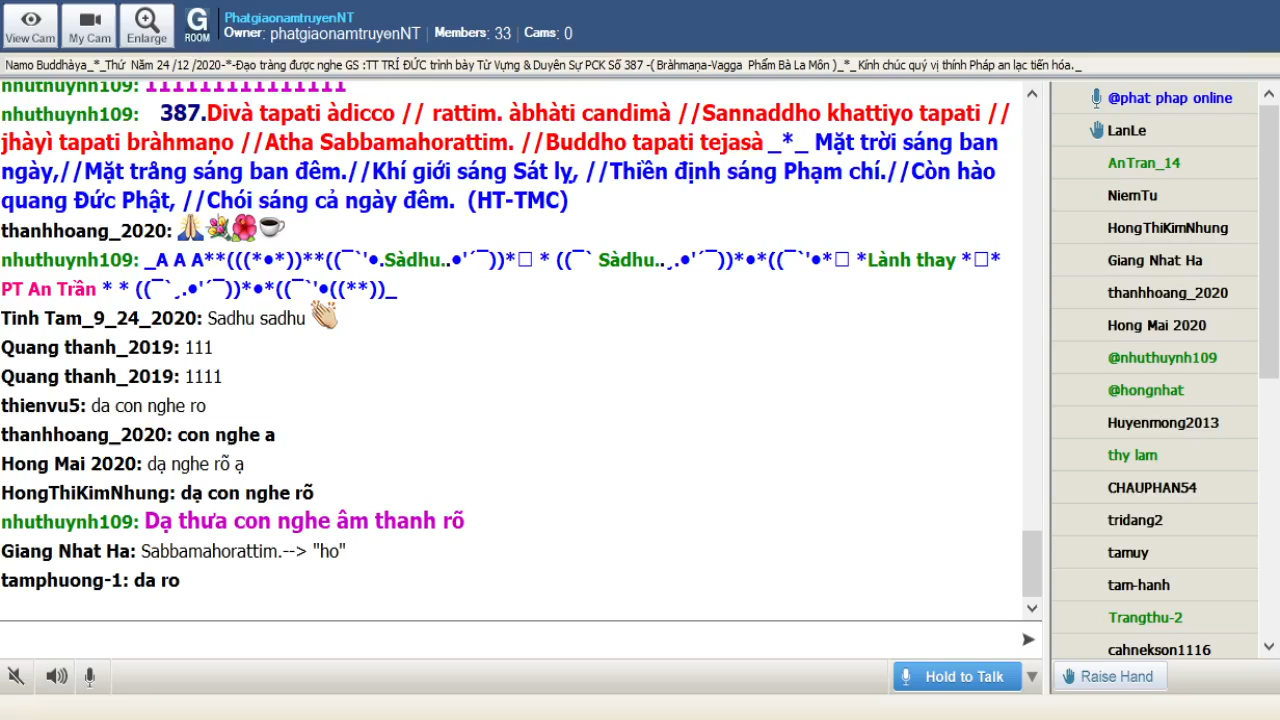 PhatgiaonamtruyenNT
Owner: phatgiaonamtruyenNT | Members: 33 | Cams: 0
View Cam
My Cam
Enlarge
G ROOM
Namo Buddhàya_*_Thứ Năm 24 /12 /2020-*-Đạo tràng được nghe GS :TT TRÍ ĐỨC trình bày Từ Vựng & Duyên Sự PCK Số 387 -( Bràhmaṇa-Vagga Phẩm Bà La Môn )_*_Kính chúc quý vị thính Pháp an lạc tiến hóa._
nhuthuynh109: 111111111111111
nhuthuynh109: 387.Divà tapati àdicco // rattim. àbhàti candimà //Sannaddho khattiyo tapati //
jhàyì tapati bràhmaṇo //Atha Sabbamahorattim. //Buddho tapati tejasà _*_ Mặt trời sáng ban
ngày,//Mặt trăng sáng ban đêm.//Khí giới sáng Sát lỵ, //Thiền định sáng Phạm chí.//Còn hào
quang Đức Phật, //Chói sáng cả ngày đêm. (HT-TMC)
thanhhoang_2020:
nhuthuynh109: _A A A**(((*•*))**((¯`'•.Sàdhu..•'´¯))*□ * ((¯` Sàdhu..¸.•'´¯))*•*((¯`'•*□ *Lành thay *□*
PT An Trần * * ((¯`¸.•'´¯))*•*((¯`'•((**))_
Tinh Tam_9_24_2020: Sadhu sadhu
Quang thanh_2019: 111
Quang thanh_2019: 1111
thienvu5: da con nghe ro
thanhhoang_2020: con nghe a
Hong Mai 2020: dạ nghe rõ ạ
HongThiKimNhung: dạ con nghe rõ
nhuthuynh109: Dạ thưa con nghe âm thanh rõ
Giang Nhat Ha: Sabbamahorattim.--> "ho"
tamphuong-1: da ro
@phat phap online
LanLe
AnTran_14
NiemTu
HongThiKimNhung
Giang Nhat Ha
thanhhoang_2020
Hong Mai 2020
@nhuthuynh109
@hongnhat
Huyenmong2013
thy lam
CHAUPHAN54
tridang2
tamuy
tam-hanh
Trangthu-2
cahnekson1116
Hold to Talk
Raise Hand